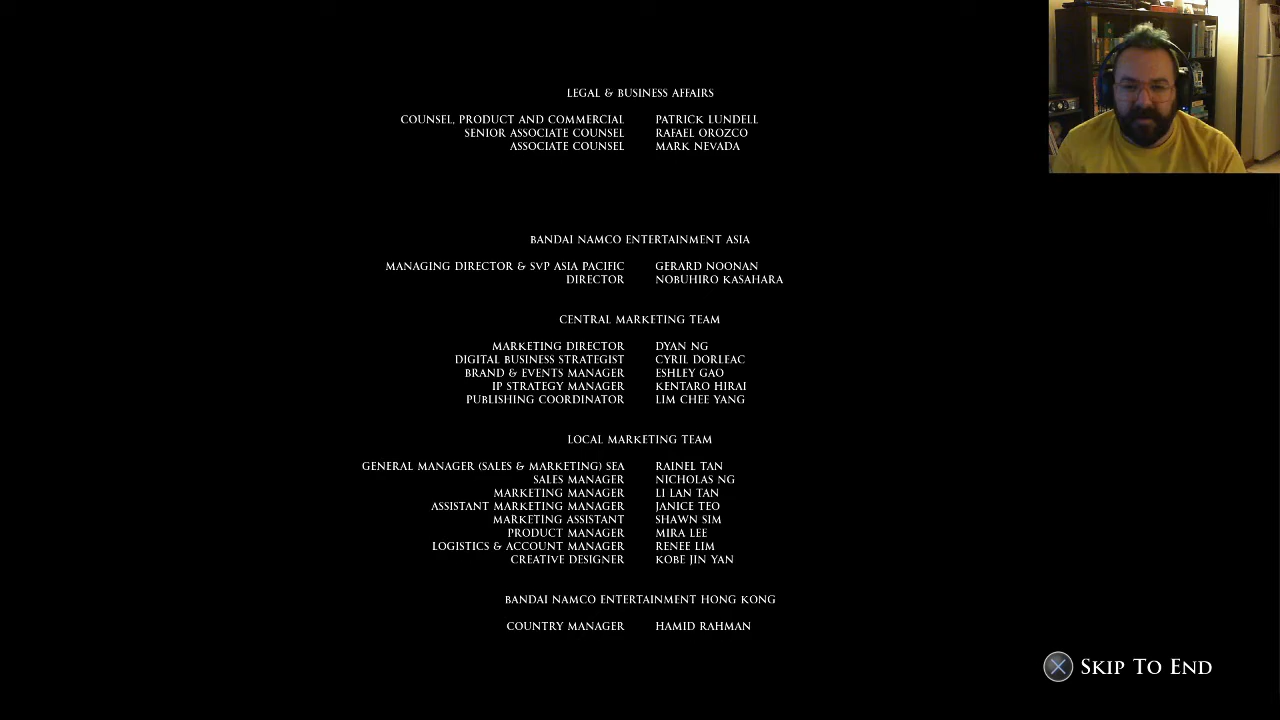 LEGAL & BUSINESS AFFAIRS
COUNSEL, PRODUCT AND COMMERCIAL PATRICK LUNDELL
SENIOR ASSOCIATE COUNSEL RAFAEL OROZCO
ASSOCIATE COUNSEL MARK NEVADA
BANDAI NAMCO ENTERTAINMENT ASIA
MANAGING DIRECTOR & SVP ASIA PACIFIC GERARD NOONAN
DIRECTOR NOBUHIRO KASAHARA
CENTRAL MARKETING TEAM
MARKETING DIRECTOR DYAN NG
DIGITAL BUSINESS STRATEGIST CYRIL DORLEAC
BRAND & EVENTS MANAGER ESHLEY GAO
IP STRATEGY MANAGER KENTARO HIRAI
PUBLISHING COORDINATOR LIM CHEE YANG
LOCAL MARKETING TEAM
GENERAL MANAGER (SALES & MARKETING) SEA RAINEL TAN
SALES MANAGER NICHOLAS NG
MARKETING MANAGER LI LAN TAN
ASSISTANT MARKETING MANAGER JANICE TEO
MARKETING ASSISTANT SHAWN SIM
PRODUCT MANAGER MIRA LEE
LOGISTICS & ACCOUNT MANAGER RENEE LIM
CREATIVE DESIGNER KOBE JIN YAN
BANDAI NAMCO ENTERTAINMENT HONG KONG
COUNTRY MANAGER HAMID RAHMAN
SKIP TO END